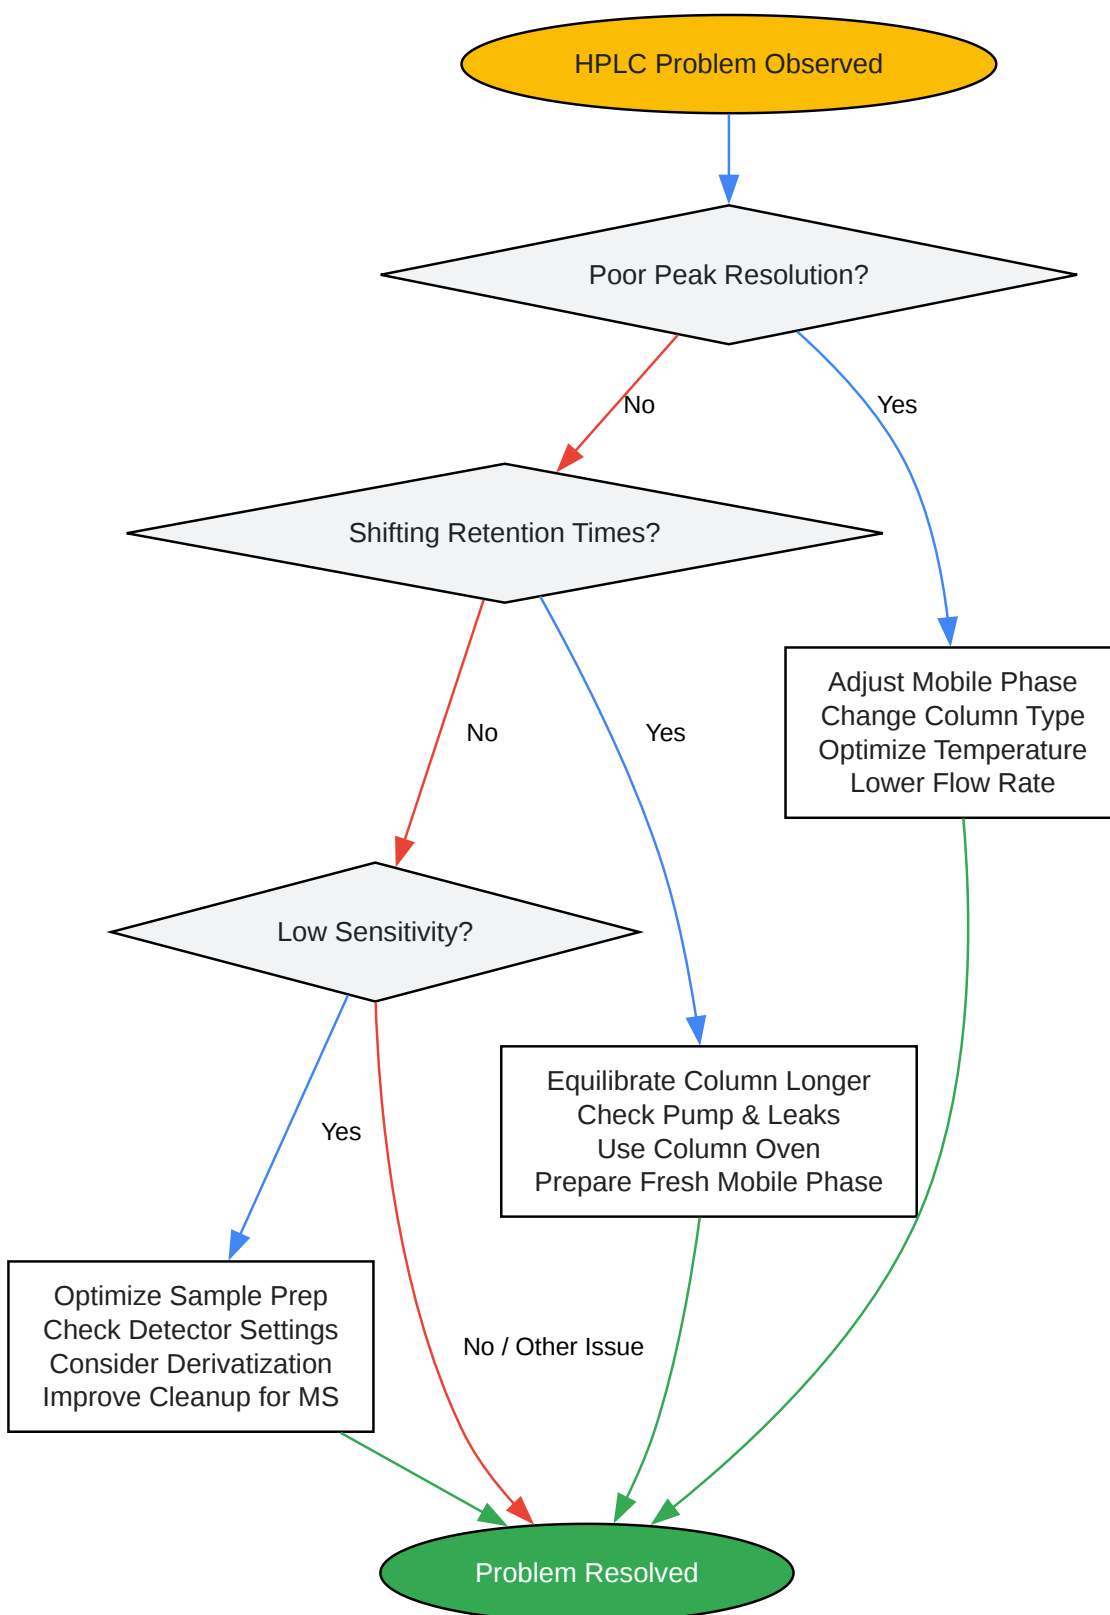 HPLC Problem Observed
Poor Peak Resolution?
No
Yes
Shifting Retention Times?
Adjust Mobile Phase
Change Column Type
Optimize Temperature
Lower Flow Rate
No
Yes
Low Sensitivity?
Equilibrate Column Longer
Check Pump & Leaks
Use Column Oven
Prepare Fresh Mobile Phase
Yes
Optimize Sample Prep
Check Detector Settings
Consider Derivatization
Improve Cleanup for MS
No / Other Issue
Problem Resolved